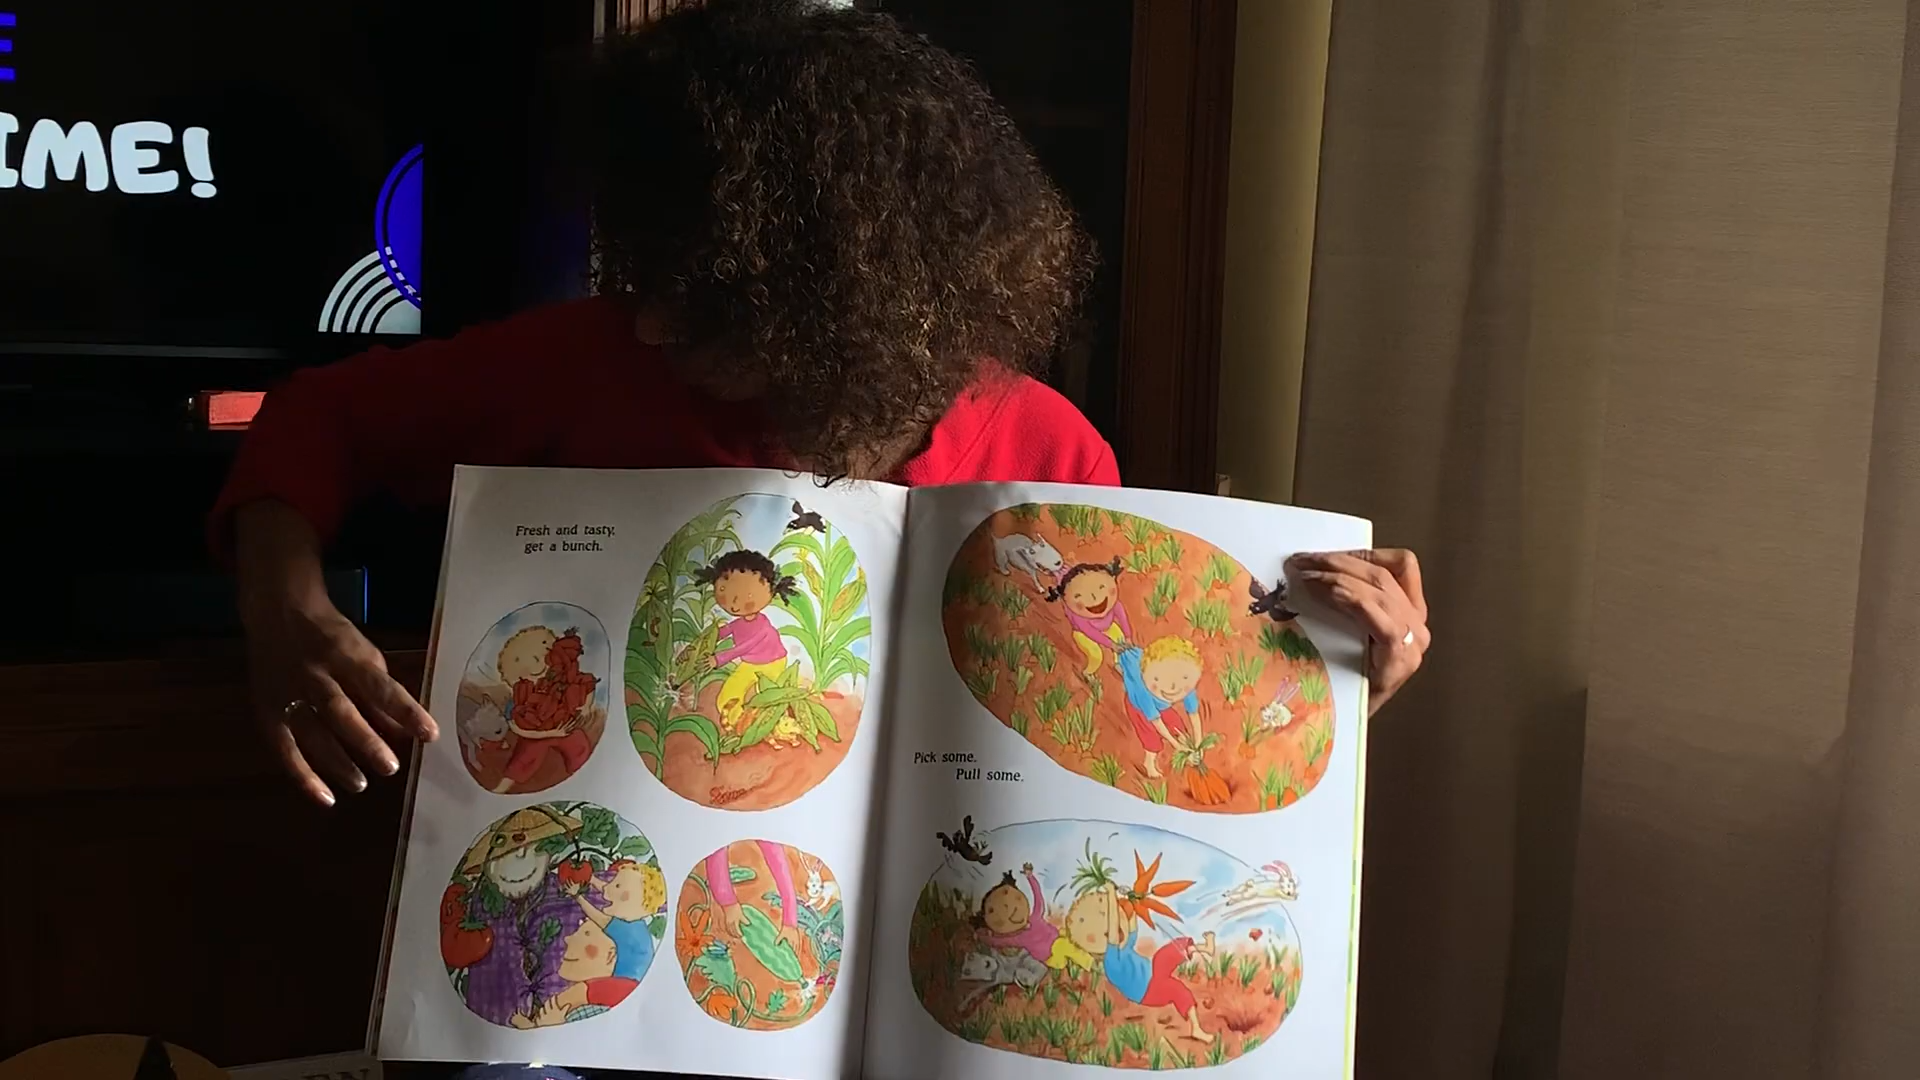 IME!
Fresh and tasty,
get a bunch.
Pick some.
Pull some.